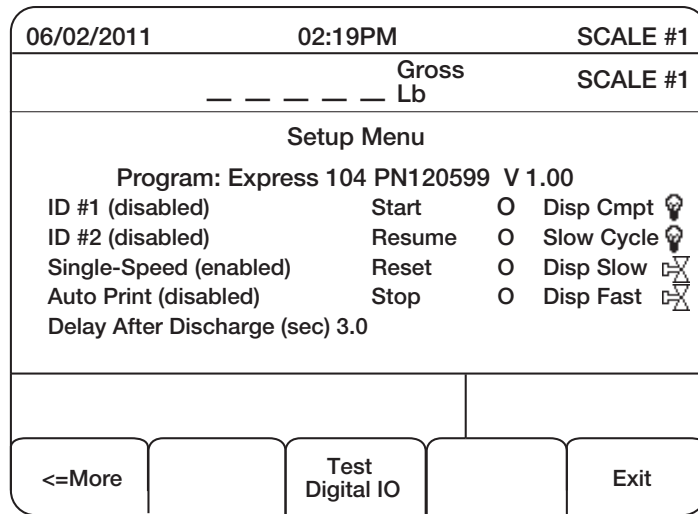 06/02/2011 02:19PM SCALE #1
Gross SCALE #1
_ _ _ _ _ Lb
Setup Menu
Program: Express 104 PN120599 V 1.00
ID #1 (disabled) Start O Disp Cmpt
ID #2 (disabled) Resume O Slow Cycle
Single-Speed (enabled) Reset O Disp Slow
Auto Print (disabled) Stop O Disp Fast
Delay After Discharge (sec) 3.0
<=More Test Digital IO Exit